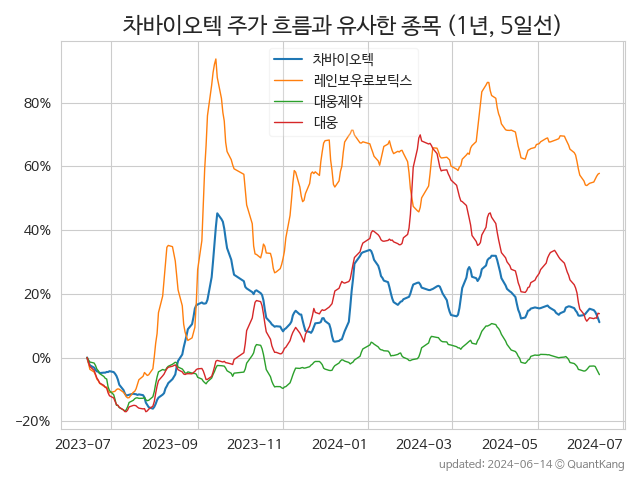 차바이오텍 주가 흐름과 유사한 종목 (1년, 5일선)
차바이오텍
레인보우로보틱스
대웅제약
대웅
80%
60%
40%
20%
0%
−20%
2023-07 2023-09 2023-11 2024-01 2024-03 2024-05 2024-07
updated: 2024-06-14 © QuantKang